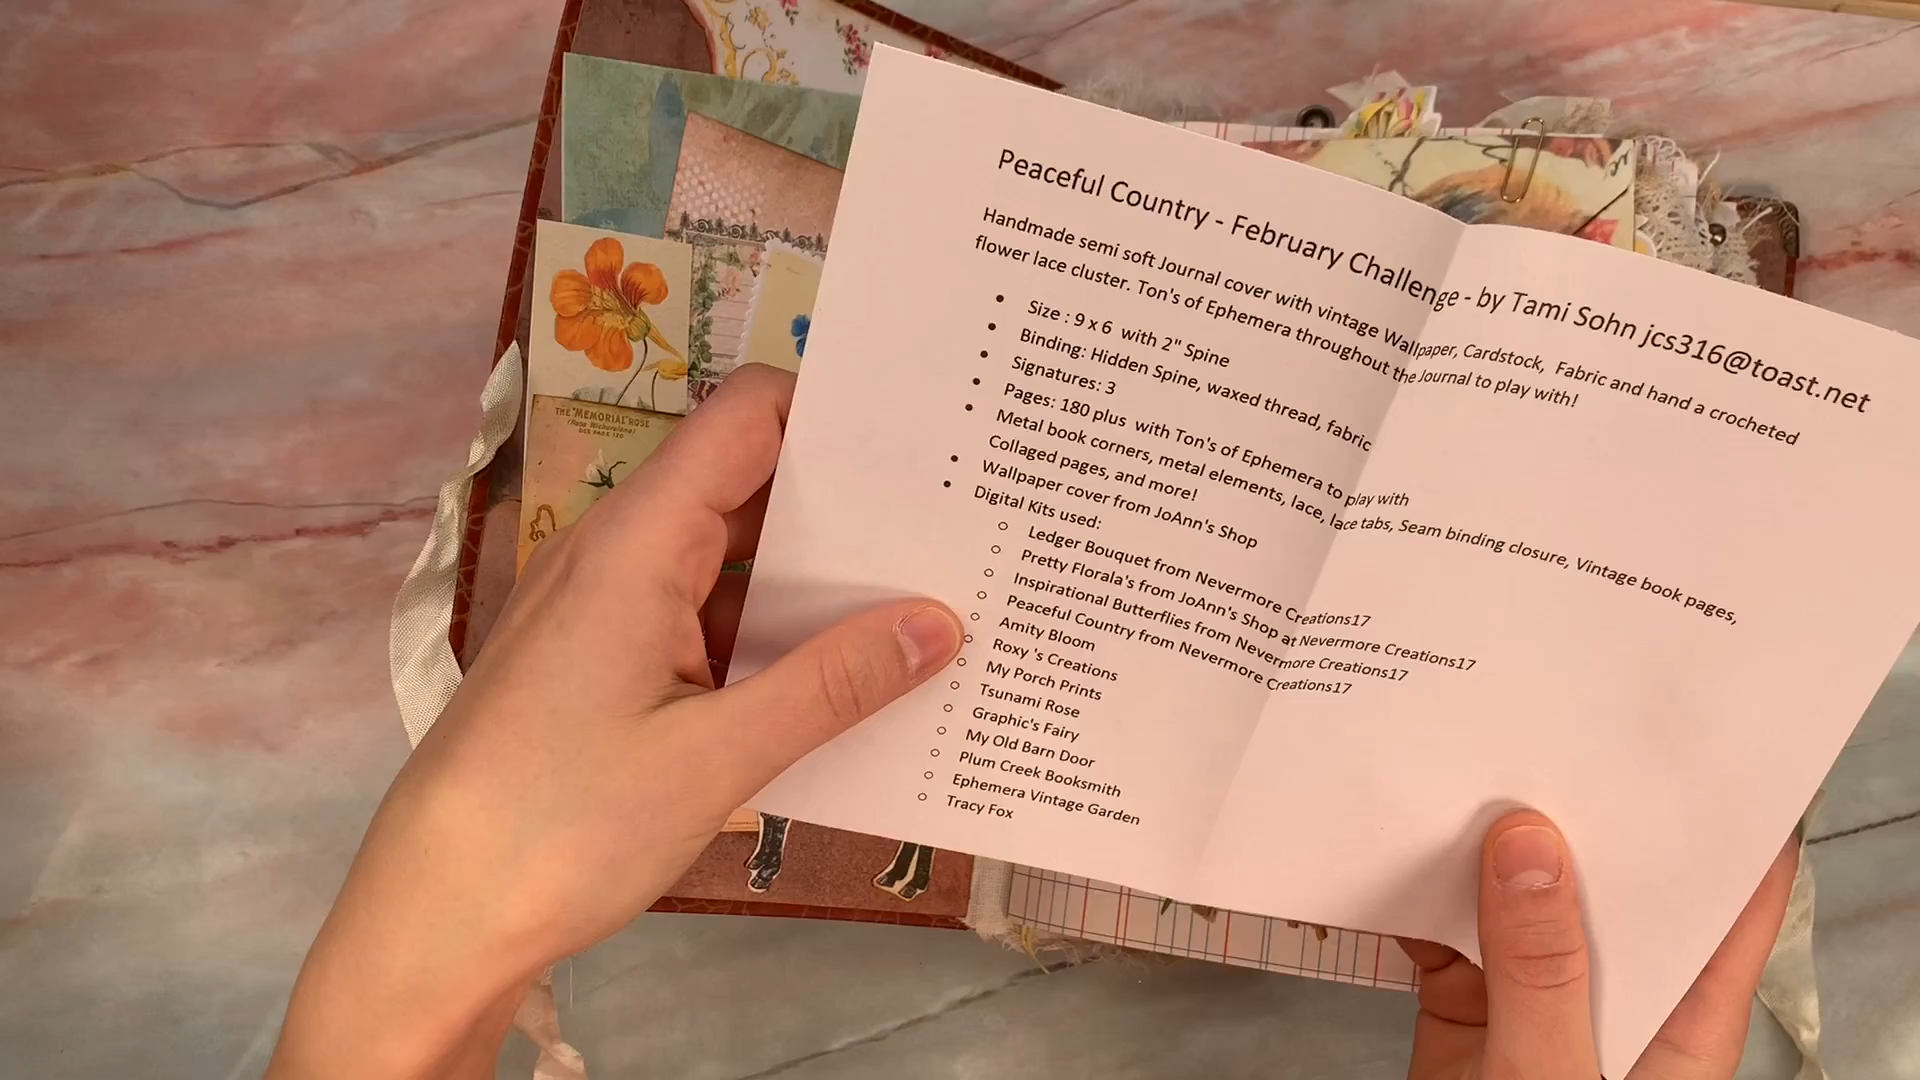 Peaceful Country - February Challenge - by Tami Sohn jcs316@toast.net
Handmade semi soft Journal cover with vintage Wallpaper, Cardstock, Fabric and hand a crocheted
flower lace cluster. Ton's of Ephemera throughout the Journal to play with!
• Size : 9 x 6 with 2" Spine
• Binding: Hidden Spine, waxed thread, fabric
• Signatures: 3
• Pages: 180 plus with Ton's of Ephemera to play with
• Metal book corners, metal elements, lace, lace tabs, Seam binding closure, Vintage book pages,
Collaged pages, and more!
• Wallpaper cover from JoAnn's Shop
• Digital Kits used:
○ Ledger Bouquet from Nevermore Creations17
○ Pretty Florala's from JoAnn's Shop at Nevermore Creations17
○ Inspirational Butterflies from Nevermore Creations17
○ Peaceful Country from Nevermore Creations17
○ Amity Bloom
○ Roxy 's Creations
○ My Porch Prints
○ Tsunami Rose
○ Graphic's Fairy
○ My Old Barn Door
○ Plum Creek Booksmith
○ Ephemera Vintage Garden
○ Tracy Fox
THE "MEMORIAL" ROSE